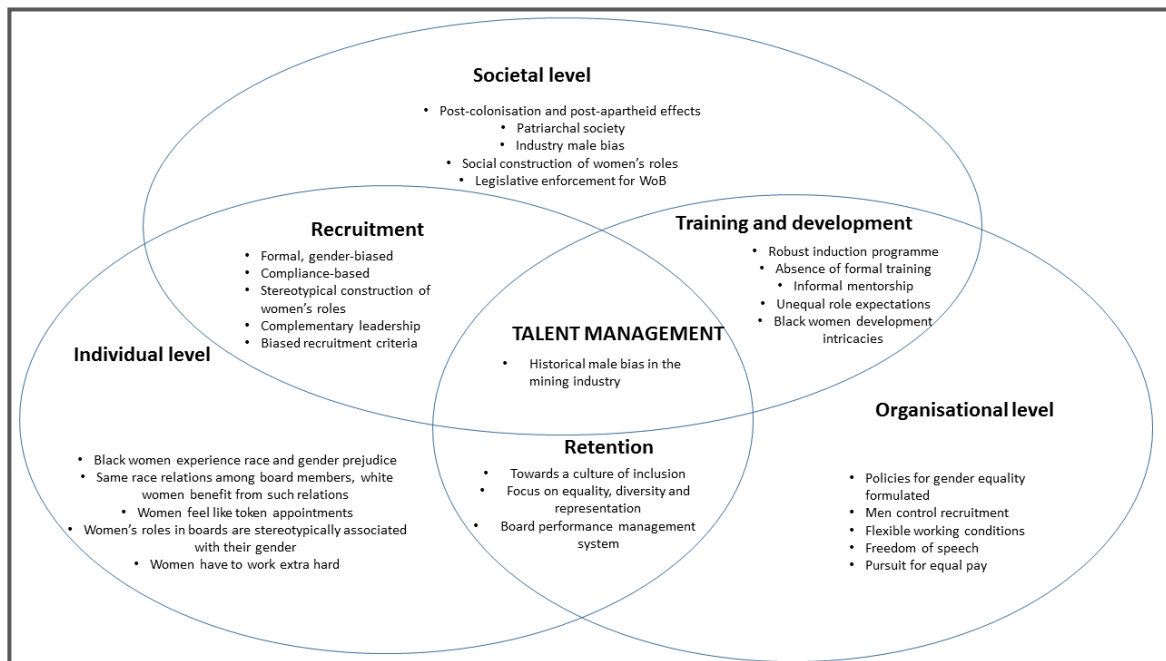 Societal level
• Post-colonisation and post-apartheid effects
• Patriarchal society
• Industry male bias
• Social construction of women's roles
• Legislative enforcement for WoB
Recruitment
• Formal, gender-biased
• Compliance-based
• Stereotypical construction of
women's roles
• Complementary leadership
• Biased recruitment criteria
Training and development
• Robust induction programme
• Absence of formal training
• Informal mentorship
• Unequal role expectations
• Black women development
intricacies
TALENT MANAGEMENT
• Historical male bias in the
mining industry
Individual level
• Black women experience race and gender prejudice
• Same race relations among board members, white
women benefit from such relations
• Women feel like token appointments
• Women's roles in boards are stereotypically associated
with their gender
• Women have to work extra hard
Retention
• Towards a culture of inclusion
• Focus on equality, diversity and
representation
• Board performance management
system
Organisational level
• Policies for gender equality
formulated
• Men control recruitment
• Flexible working conditions
• Freedom of speech
• Pursuit for equal pay